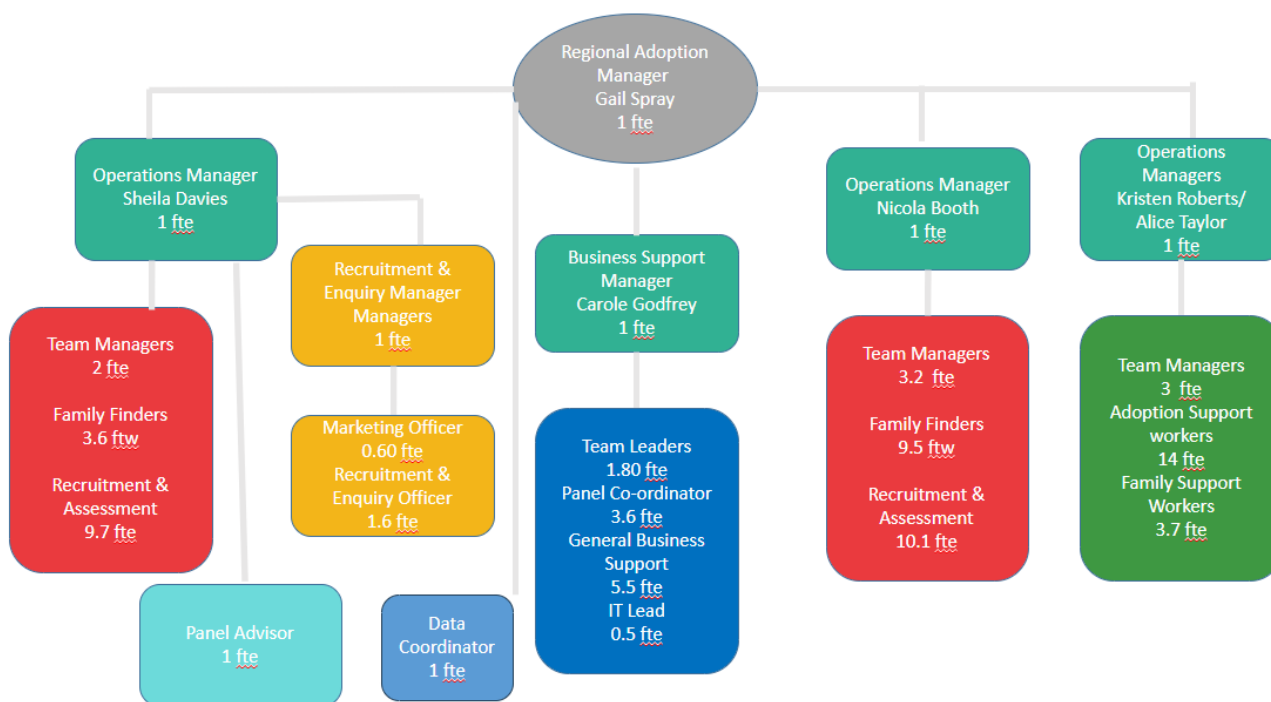 Regional Adoption
Manager
Gail Spray
1 fte
Operations Manager
Sheila Davies
1 fte
Recruitment &
Enquiry Manager
Managers
1 fte
Business Support
Manager
Carole Godfrey
1 fte
Operations Manager
Nicola Booth
1 fte
Operations
Managers
Kristen Roberts/
Alice Taylor
1 fte
Team Managers
2 fte
Family Finders
3.6 ftw
Recruitment &
Assessment
9.7 fte
Marketing Officer
0.60 fte
Recruitment &
Enquiry Officer
1.6 fte
Team Leaders
1.80 fte
Panel Co-ordinator
3.6 fte
General Business
Support
5.5 fte
IT Lead
0.5 fte
Team Managers
3.2 fte
Family Finders
9.5 ftw
Recruitment &
Assessment
10.1 fte
Team Managers
3 fte
Adoption Support
workers
14 fte
Family Support
Workers
3.7 fte
Panel Advisor
1 fte
Data
Coordinator
1 fte